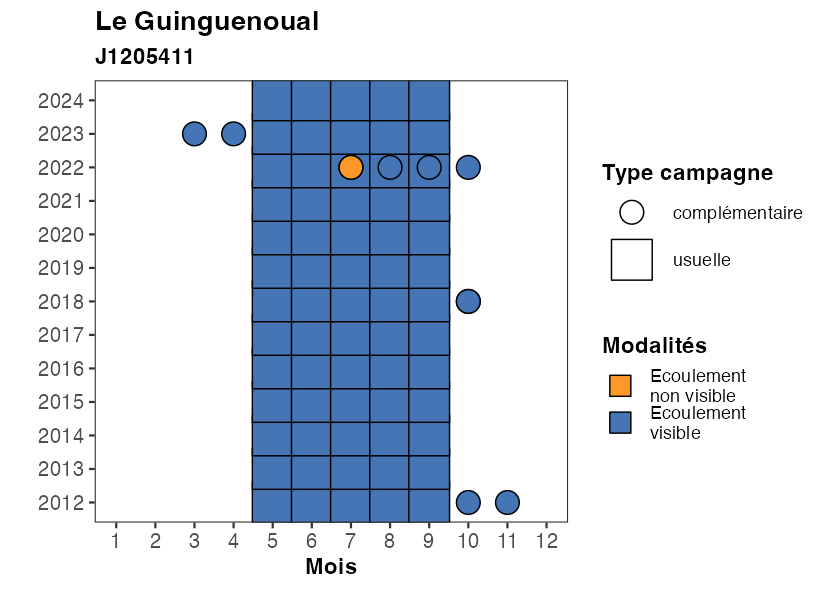 Le Guinguenoual
J1205411
2024
2023
2022
2021
2020
2019
2018
2017
2016
2015
2014
2013
2012
1 2 3 4 5 6 7 8 9 10 11 12
Mois
Type campagne
complémentaire
usuelle
Modalités
Ecoulement
non visible
Ecoulement
visible